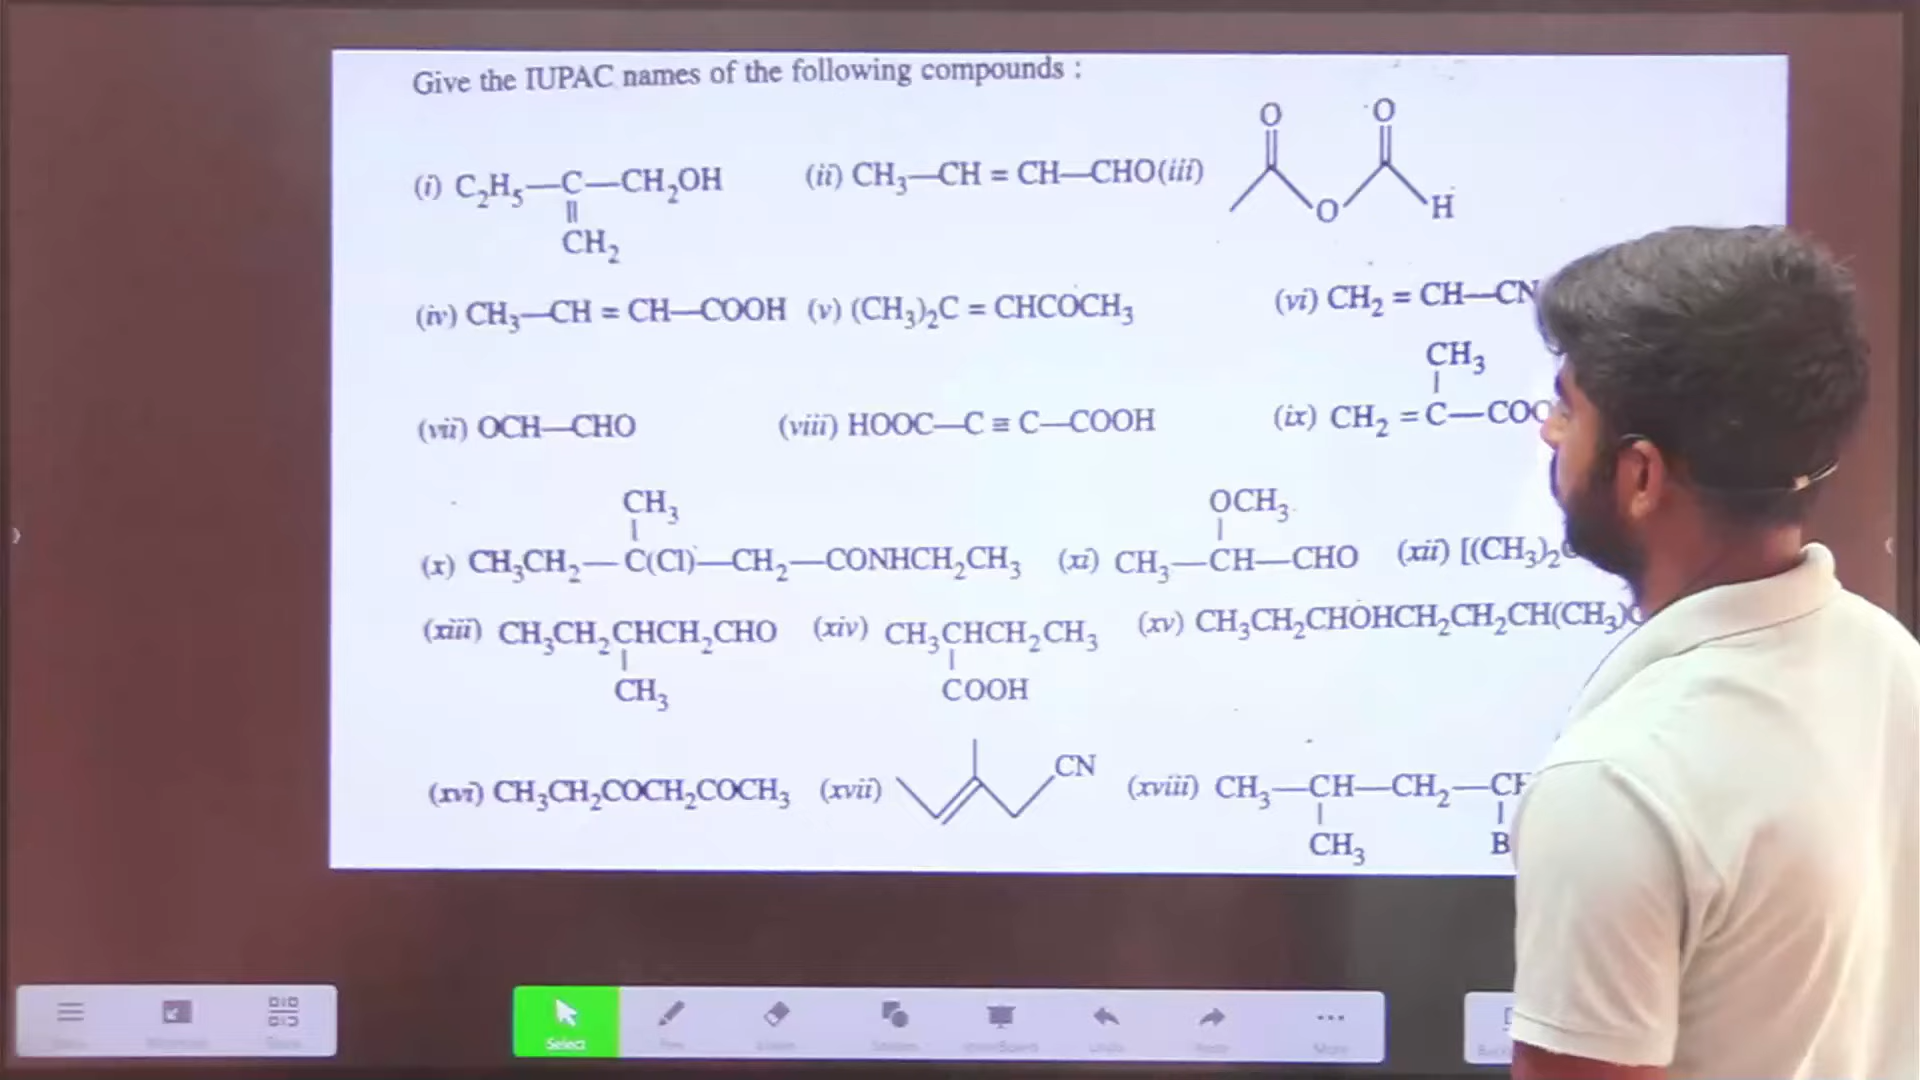 Give the IUPAC names of the following compounds :
(i) C₂H₅—C—CH₂OH (ii) CH₃—CH = CH—CHO (iii) O O O H
||
CH₂
(iv) CH₃—CH = CH—COOH (v) (CH₃)₂C = CHCOCH₃ (vi) CH₂ = CH—CN
CH₃
(vii) OCH—CHO (viii) HOOC—C ≡ C—COOH (ix) CH₂ = C—COO
CH₃ OCH₃
(x) CH₃CH₂—C(Cl)—CH₂—CONHCH₂CH₃ (xi) CH₃—CH—CHO (xii) [(CH₃)₂
(xiii) CH₃CH₂CHCH₂CHO (xiv) CH₃CHCH₂CH₃ (xv) CH₃CH₂CHOHCH₂CH₂CH(CH₃)
CH₃ COOH
(xvi) CH₃CH₂COCH₂COCH₃ (xvii) CN (xviii) CH₃—CH—CH₂—C
CH₃ B
Select